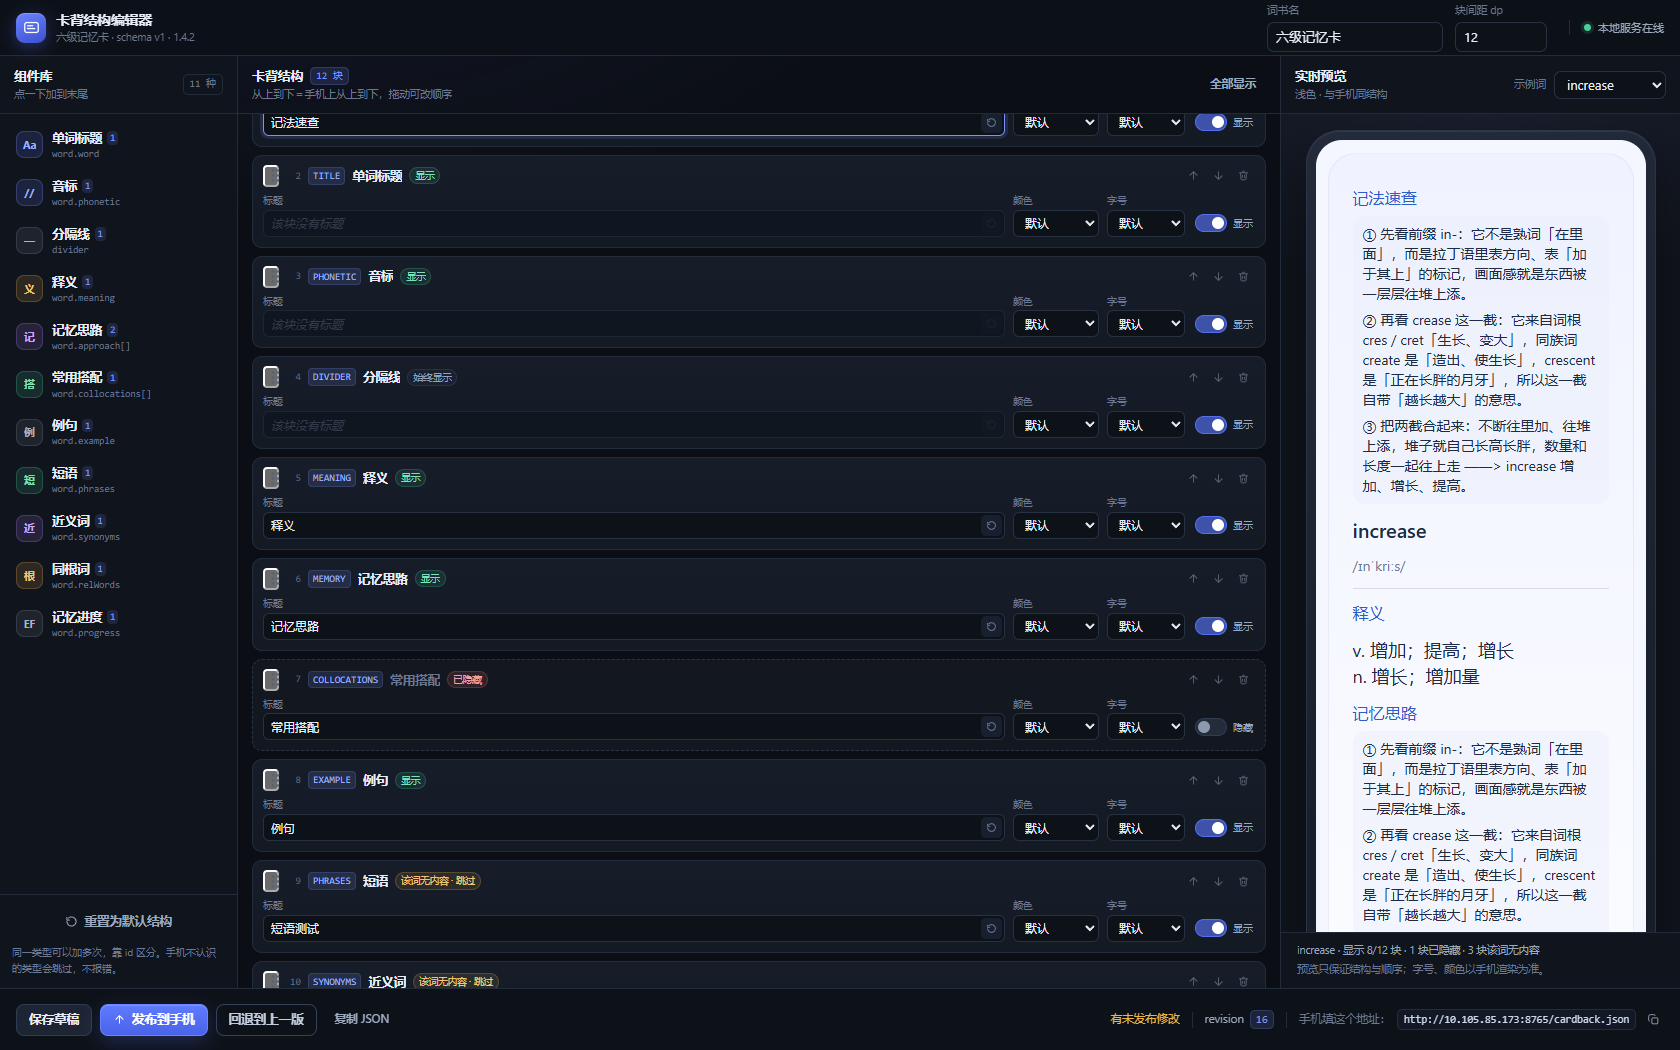 卡背结构编辑器
六级记忆卡 · schema v1 · 1.4.2
词书名
六级记忆卡
块间距 dp
12
本地服务在线
组件库
点一下加到末尾
11 种
Aa 单词标题 1
word.word
// 音标 1
word.phonetic
— 分隔线 1
divider
义 释义 1
word.meaning
记 记忆思路 2
word.approach[]
搭 常用搭配 1
word.collocations[]
例 例句 1
word.example
短 短语 1
word.phrases
近 近义词 1
word.synonyms
根 同根词 1
word.relWords
EF 记忆进度 1
word.progress
重置为默认结构
同一类型可以加多次，靠 id 区分。手机不认识
的类型会跳过，不报错。
卡背结构 12 块
从上到下＝手机上从上到下，拖动可改顺序
全部显示
记法速查 默认 默认 显示
2 TITLE 单词标题 显示
标题 颜色 字号
该块没有标题 默认 默认 显示
3 PHONETIC 音标 显示
标题 颜色 字号
该块没有标题 默认 默认 显示
4 DIVIDER 分隔线 始终显示
标题 颜色 字号
该块没有标题 默认 默认 显示
5 MEANING 释义 显示
标题 颜色 字号
释义 默认 默认 显示
6 MEMORY 记忆思路 显示
标题 颜色 字号
记忆思路 默认 默认 显示
7 COLLOCATIONS 常用搭配 已隐藏
标题 颜色 字号
常用搭配 默认 默认 隐藏
8 EXAMPLE 例句 显示
标题 颜色 字号
例句 默认 默认 显示
9 PHRASES 短语 该词无内容 · 跳过
标题 颜色 字号
短语测试 默认 默认 显示
10 SYNONYMS 近义词 该词无内容 · 跳过
实时预览
浅色 · 与手机同结构
示例词 increase
记法速查
① 先看前缀 in-：它不是熟词「在里
面」，而是拉丁语里表方向、表「加
于其上」的标记，画面感就是东西被
一层层往堆上添。
② 再看 crease 这一截：它来自词根
cres / cret「生长、变大」，同族词
create 是「造出、使生长」，crescent
是「正在长胖的月牙」，所以这一截
自带「越长越大」的意思。
③ 把两截合起来：不断往里加、往堆
上添，堆子就自己长高长胖，数量和
长度一起往上走 ——> increase 增
加、增长、提高。
increase
/ɪnˈkriːs/
释义
v. 增加；提高；增长
n. 增长；增加量
记忆思路
① 先看前缀 in-：它不是熟词「在里
面」，而是拉丁语里表方向、表「加
于其上」的标记，画面感就是东西被
一层层往堆上添。
② 再看 crease 这一截：它来自词根
cres / cret「生长、变大」，同族词
create 是「造出、使生长」，crescent
是「正在长胖的月牙」，所以这一截
自带「越长越大」的意思。
increase · 显示 8/12 块 · 1 块已隐藏 · 3 块该词无内容
预览只保证结构与顺序；字号、颜色以手机渲染为准。
保存草稿
↑ 发布到手机
回退到上一版
复制 JSON
有未发布修改
revision 16
手机填这个地址：
http://10.105.85.173:8765/cardback.json